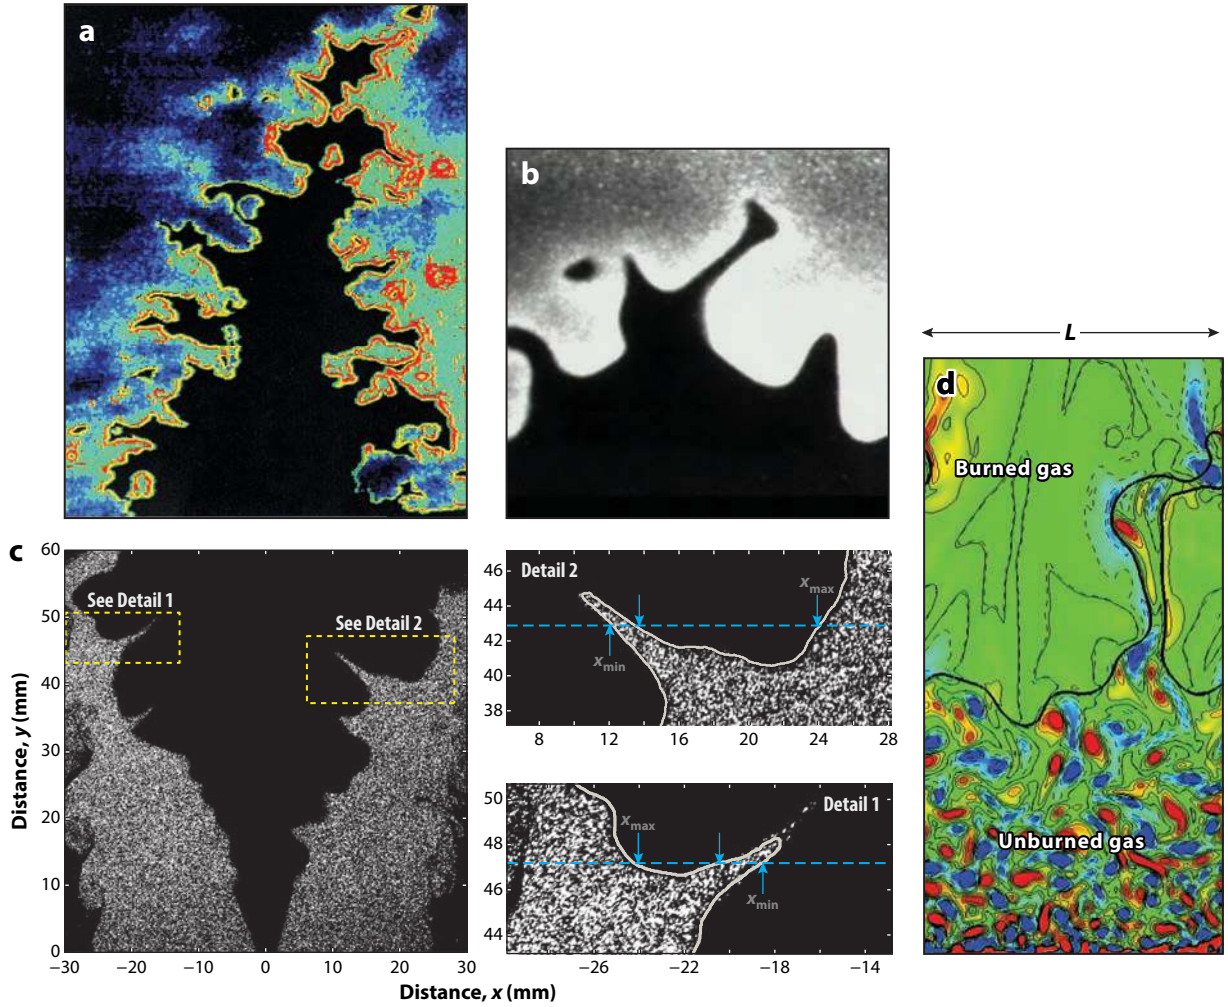 a
b
L
d
Burned gas
Unburned gas
c
60
50
40
30
20
10
0
−30
−20
−10
0
10
20
30
Distance, y (mm)
See Detail 1
See Detail 2
Detail 2
xmax
xmin
46
44
42
40
38
8
12
16
20
24
28
Detail 1
xmax
xmin
50
48
46
44
−26
−22
−18
−14
Distance, x (mm)